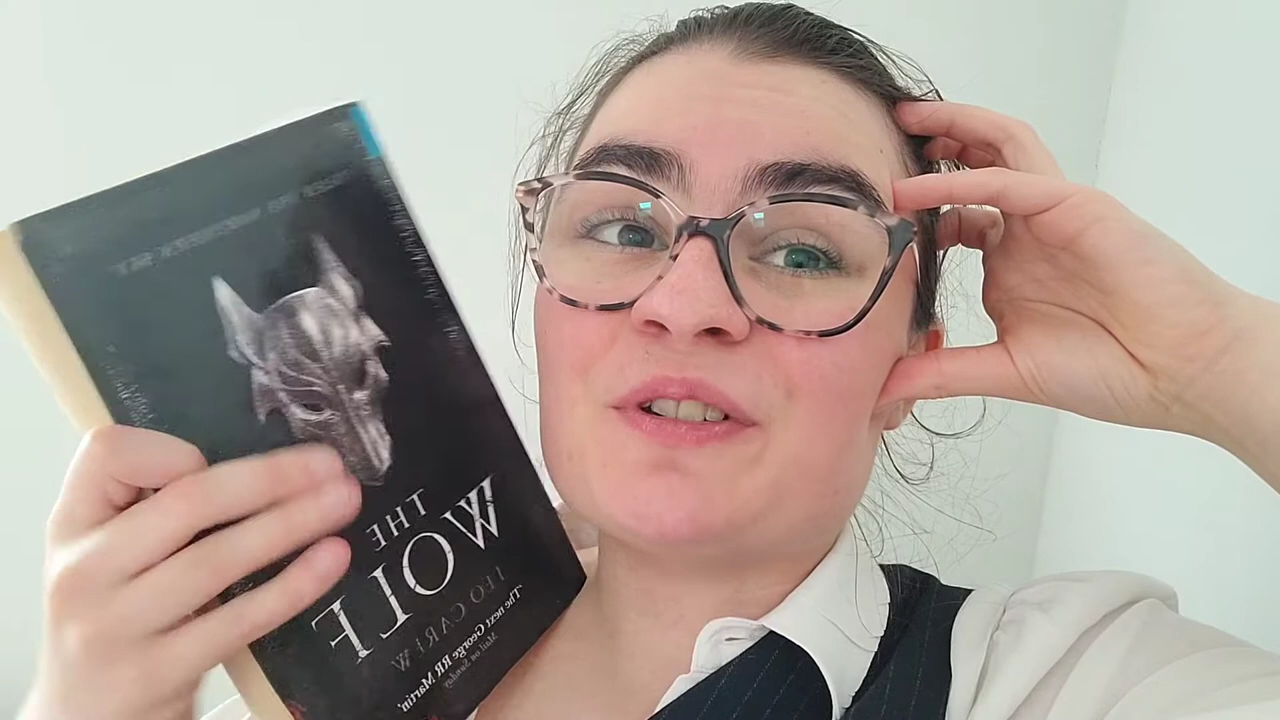 THE
WOLF
LEO CAREW
'The next George RR Martin'
Mail on Sunday